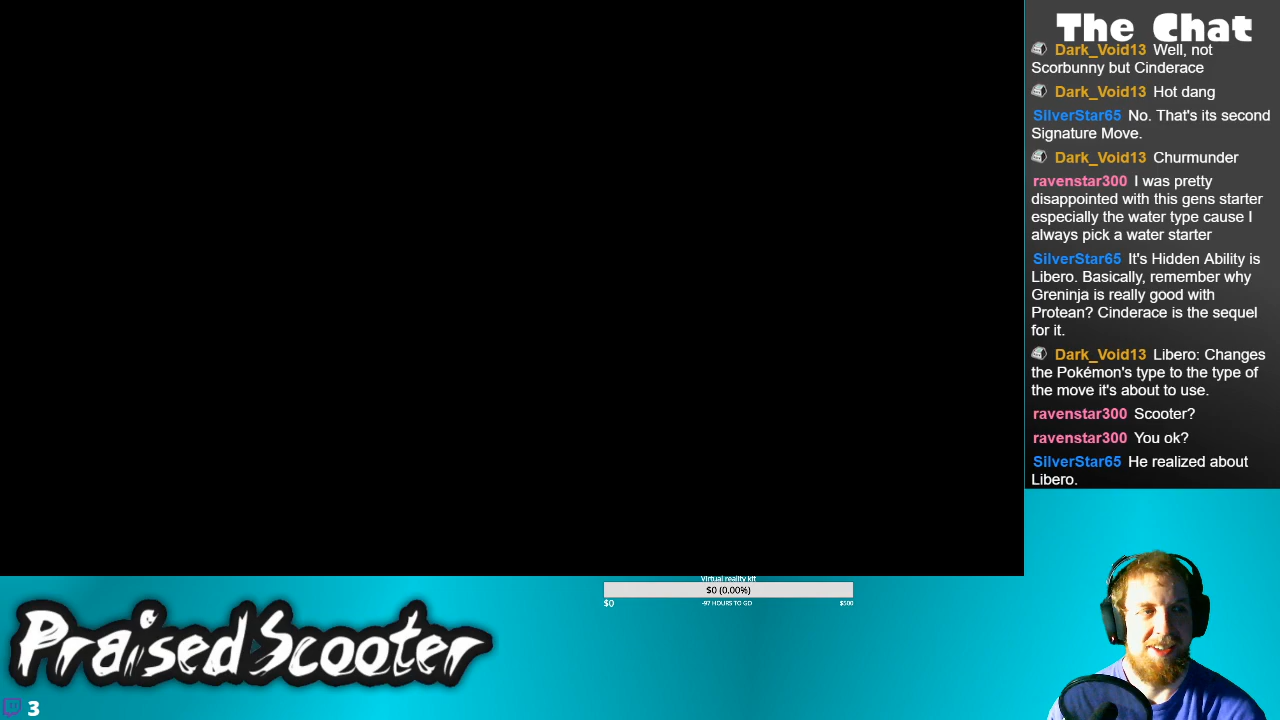 The Chat
Dark_Void13 Well, not
Scorbunny but Cinderace
Dark_Void13 Hot dang
SilverStar65 No. That's its second
Signature Move.
Dark_Void13 Churmunder
ravenstar300 I was pretty
disappointed with this gens starter
especially the water type cause I
always pick a water starter
SilverStar65 It's Hidden Ability is
Libero. Basically, remember why
Greninja is really good with
Protean? Cinderace is the sequel
for it.
Dark_Void13 Libero: Changes
the Pokémon's type to the type of
the move it's about to use.
ravenstar300 Scooter?
ravenstar300 You ok?
SilverStar65 He realized about
Libero.
Virtual reality kit
$0 (0.00%)
$0 -97 HOURS TO GO $500
PraisedScooter
3